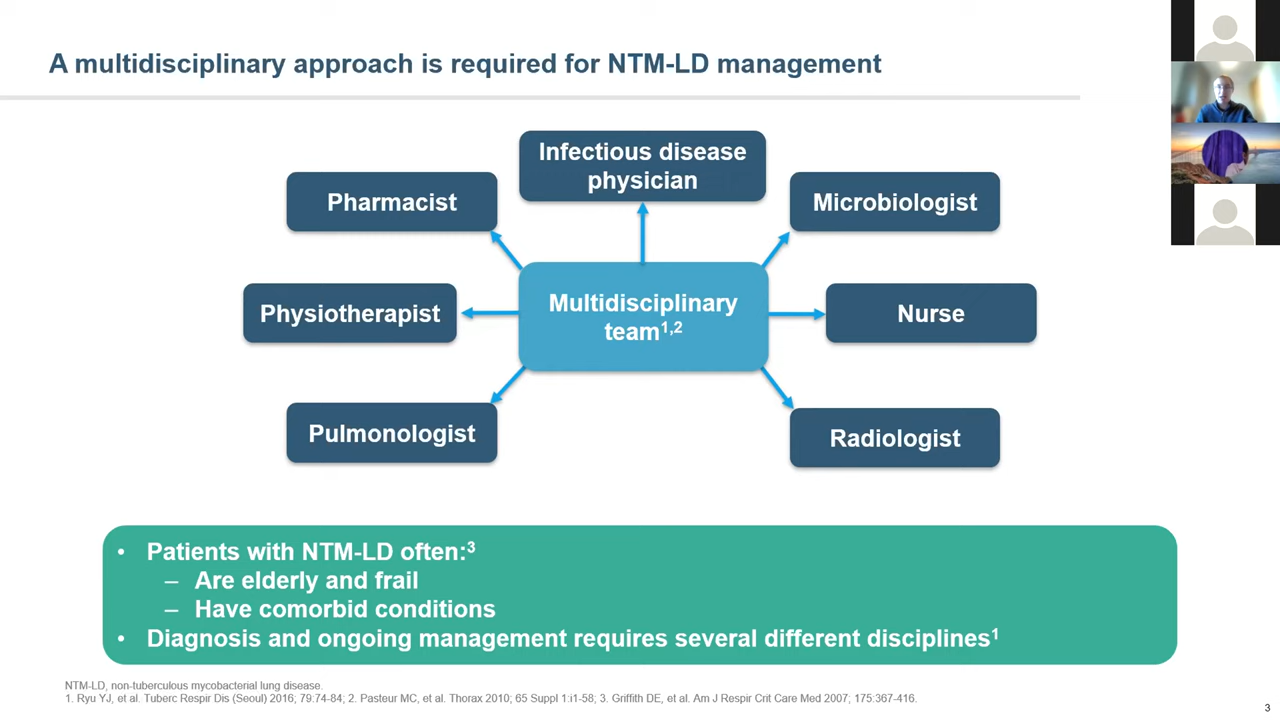 A multidisciplinary approach is required for NTM-LD management
Infectious disease
physician
Pharmacist
Microbiologist
Multidisciplinary
team1,2
Physiotherapist
Nurse
Pulmonologist
Radiologist
• Patients with NTM-LD often:3
– Are elderly and frail
– Have comorbid conditions
• Diagnosis and ongoing management requires several different disciplines1
NTM-LD, non-tuberculous mycobacterial lung disease.
1. Ryu YJ, et al. Tuberc Respir Dis (Seoul) 2016; 79:74-84; 2. Pasteur MC, et al. Thorax 2010; 65 Suppl 1:i1-58; 3. Griffith DE, et al. Am J Respir Crit Care Med 2007; 175:367-416.
3